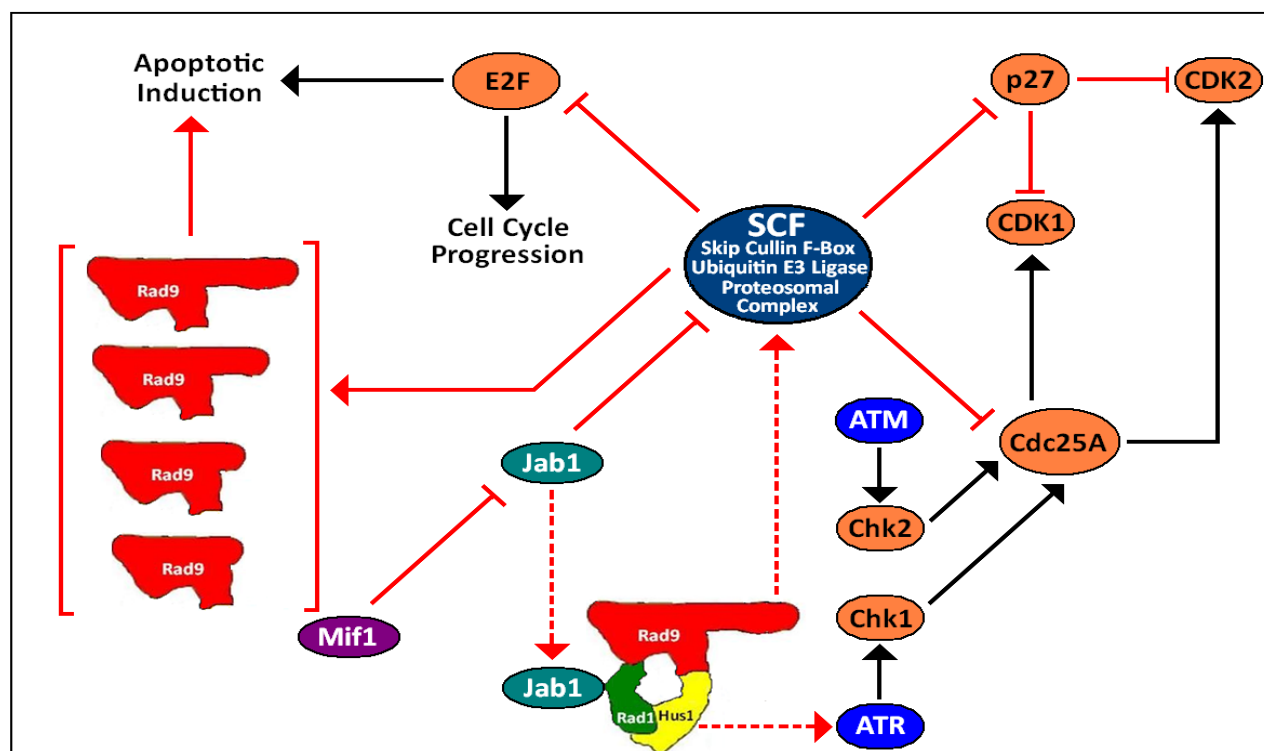 Apoptotic
Induction
E2F
p27
CDK2
Cell Cycle
Progression
SCF
Skip Cullin F-Box
Ubiquitin E3 Ligase
Proteosomal
Complex
CDK1
Rad9
Rad9
Rad9
Rad9
Jab1
ATM
Cdc25A
Chk2
Chk1
Mif1
Rad9
Jab1
Rad1
Hus1
ATR